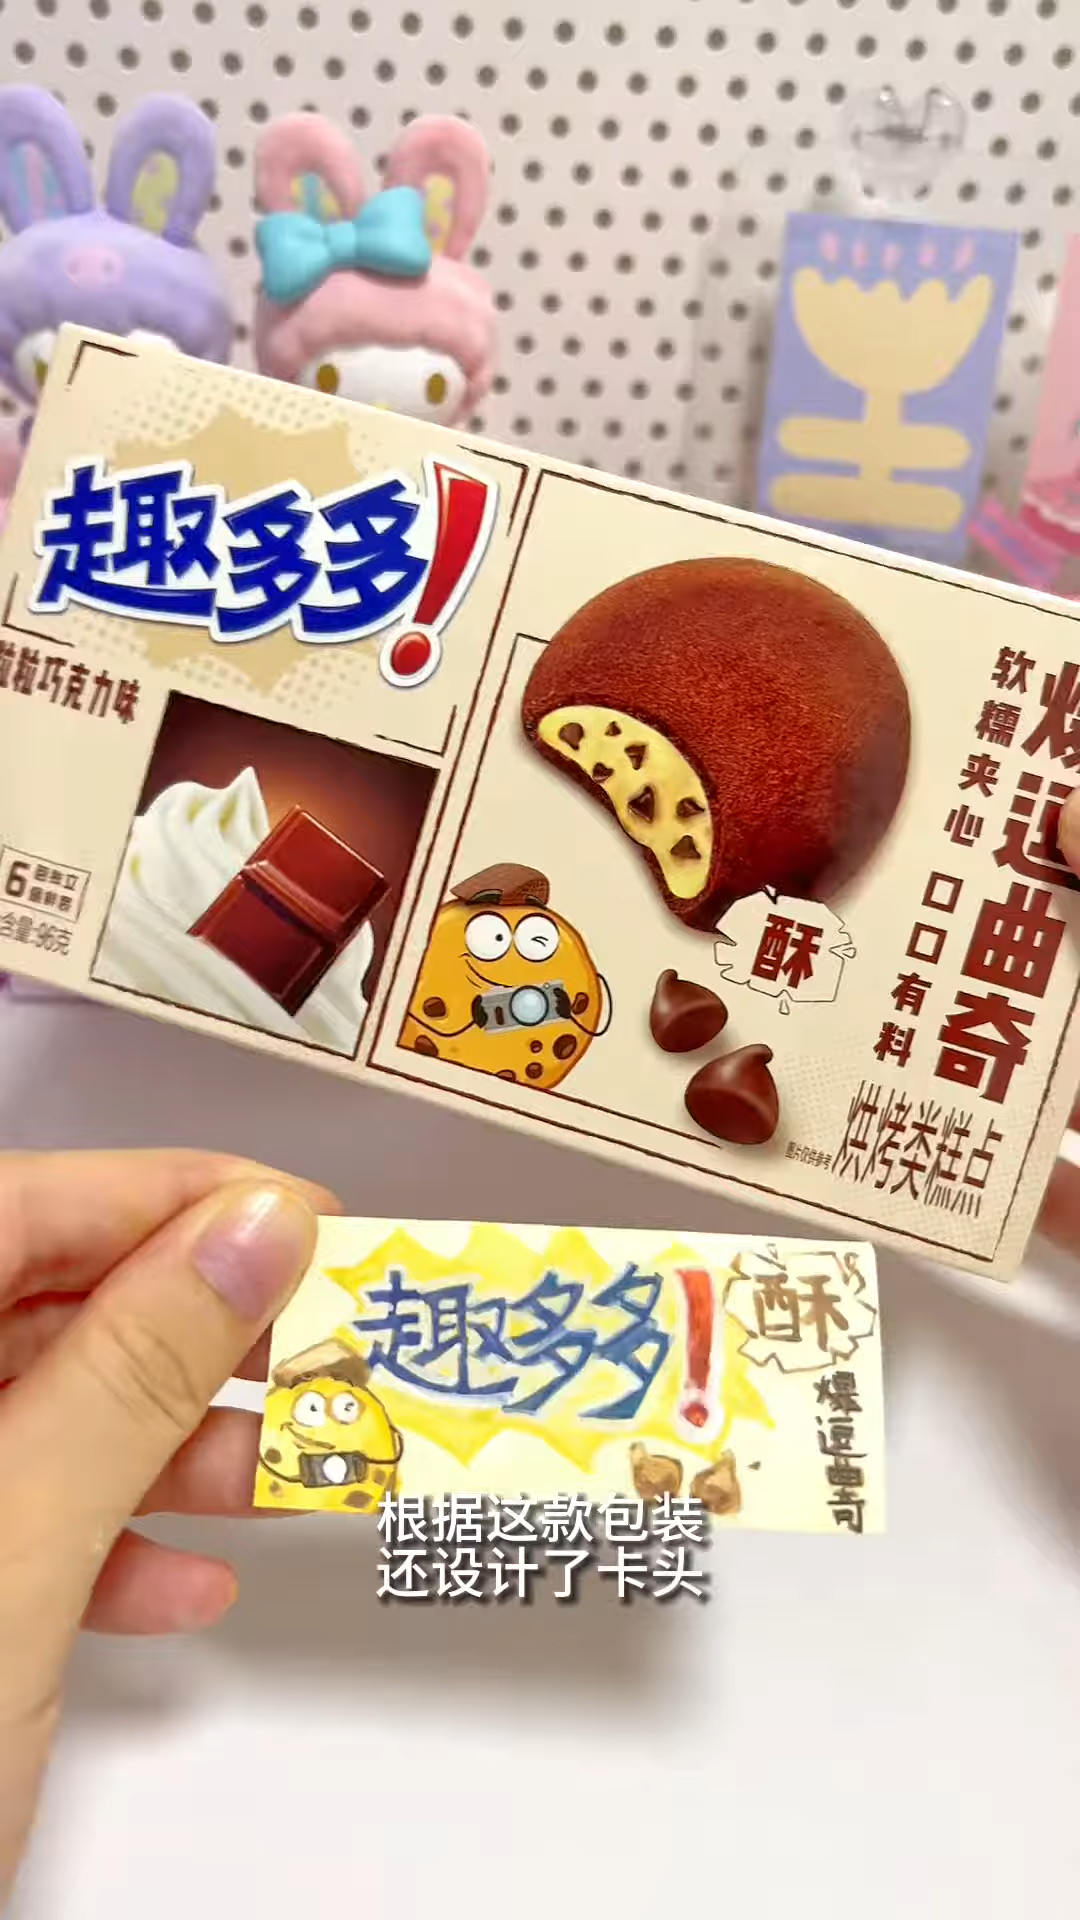 趣多多!
粒粒巧克力味
6 包独立
含量:96克
软糯夹心 口口有料
爆逗曲奇
酥
图片仅供参考
烘烤类糕点
趣多多!
酥
爆逗曲奇
根据这款包装
还设计了卡头